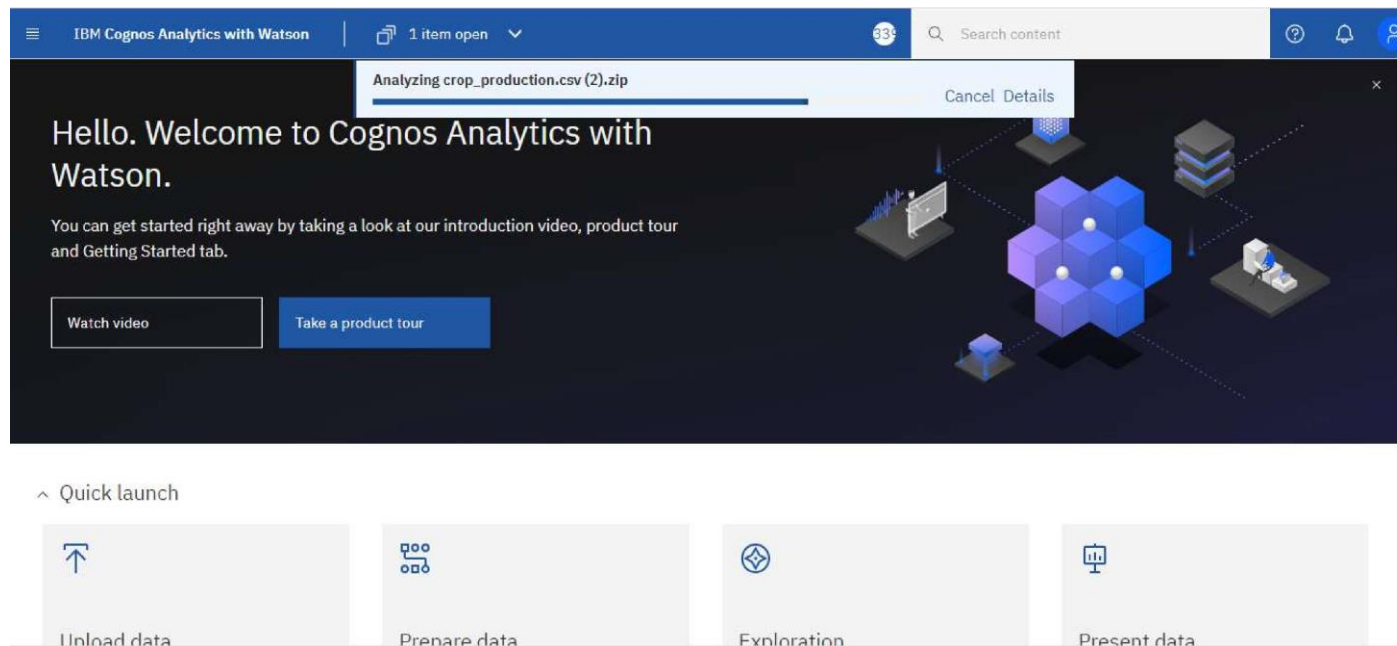 IBM Cognos Analytics with Watson
1 item open
339
Search content
Analyzing crop_production.csv (2).zip
Cancel Details
Hello. Welcome to Cognos Analytics with
Watson.
You can get started right away by taking a look at our introduction video, product tour
and Getting Started tab.
Watch video
Take a product tour
Quick launch
Upload data
Prepare data
Exploration
Present data